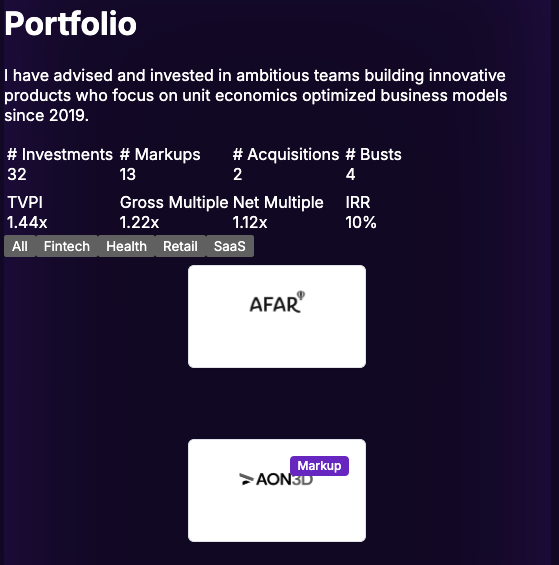 Portfolio
I have advised and invested in ambitious teams building innovative
products who focus on unit economics optimized business models
since 2019.
# Investments # Markups # Acquisitions # Busts
32 13 2 4
TVPI Gross Multiple Net Multiple IRR
1.44x 1.22x 1.12x 10%
All Fintech Health Retail SaaS
AFAR
Markup
AON3D